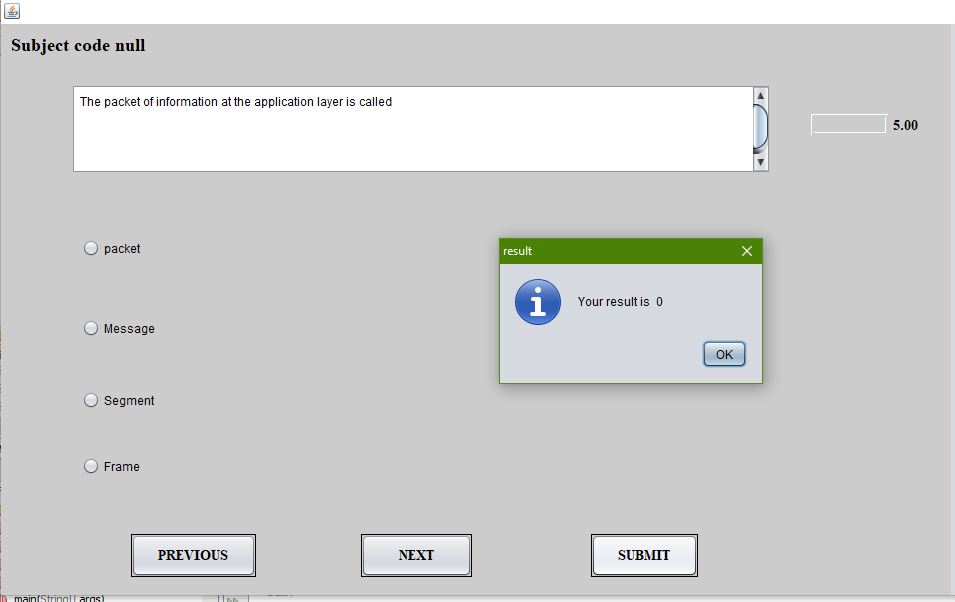 Subject code null
The packet of information at the application layer is called
5.00
packet
result
Your result is 0
Message
OK
Segment
Frame
PREVIOUS
NEXT
SUBMIT
main(String[] args)